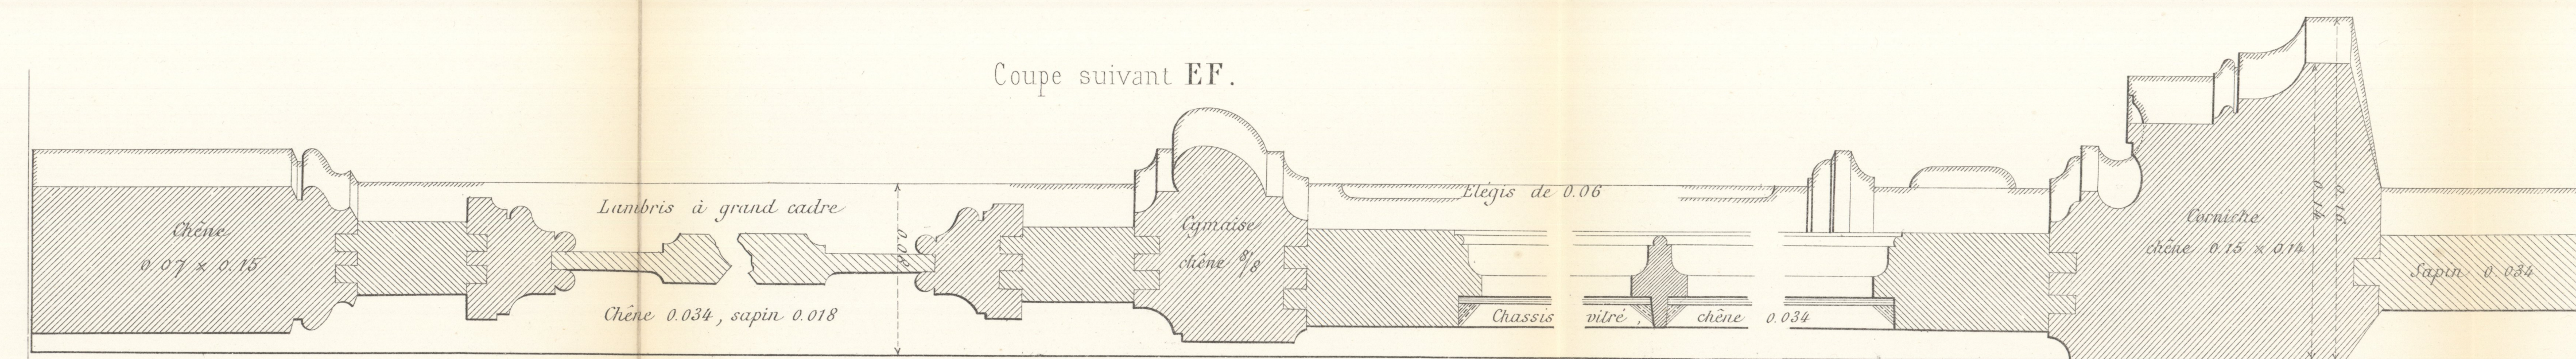 Coupe suivant EF.
Chêne
0.07 × 0.15
Lambris à grand cadre
0.08
Chêne 0.034, sapin 0.018
Cymaise
chêne 8/8
Elégis de 0.06
Chassis vitré, chêne 0.034
Corniche
chêne 0.15 × 0.14
0.14
0.16
Sapin 0.034